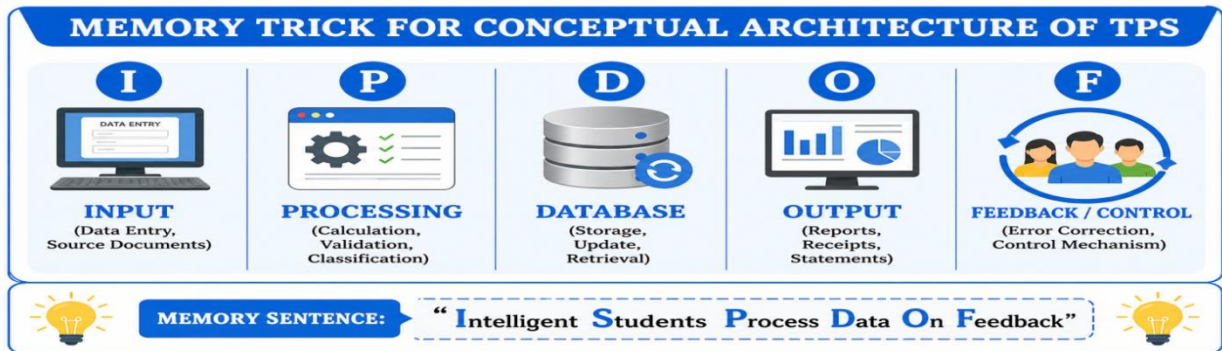 MEMORY TRICK FOR CONCEPTUAL ARCHITECTURE OF TPS
I
P
D
O
F
DATA ENTRY
INPUT
(Data Entry,
Source Documents)
PROCESSING
(Calculation,
Validation,
Classification)
DATABASE
(Storage,
Update,
Retrieval)
OUTPUT
(Reports,
Receipts,
Statements)
FEEDBACK / CONTROL
(Error Correction,
Control Mechanism)
MEMORY SENTENCE:
“ Intelligent Students Process Data On Feedback”